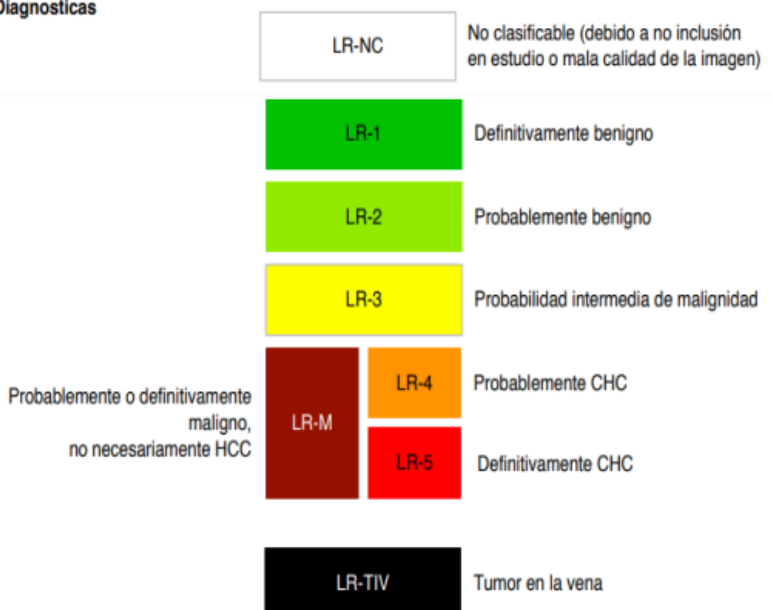 Diagnosticas
LR-NC
No clasificable (debido a no inclusión
en estudio o mala calidad de la imagen)
LR-1
Definitivamente benigno
LR-2
Probablemente benigno
LR-3
Probabilidad intermedia de malignidad
Probablemente o definitivamente
maligno,
no necesariamente HCC
LR-M
LR-4
Probablemente CHC
LR-5
Definitivamente CHC
LR-TIV
Tumor en la vena